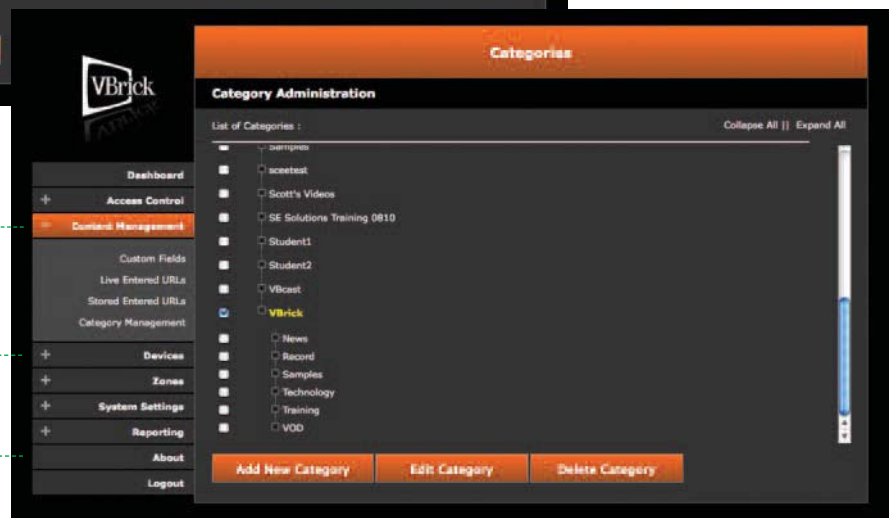 VBrick
Categories
Category Administration
List of Categories :
Collapse All || Expand All
Samples
sceetest
Scott's Videos
SE Solutions Training 0810
Student1
Student2
VBcast
VBrick
News
Record
Samples
Technology
Training
VOD
Add New Category
Edit Category
Delete Category
Dashboard
+ Access Control
- Content Management
Custom Fields
Live Entered URLs
Stored Entered URLs
Category Management
+ Devices
+ Zones
+ System Settings
+ Reporting
About
Logout